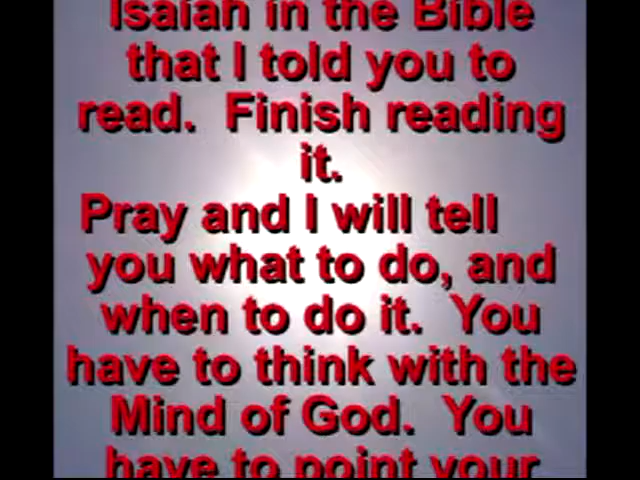 Isaiah in the Bible
that I told you to
read.  Finish reading
it.
Pray and I will tell
you what to do, and
when to do it.  You
have to think with the
Mind of God.  You
have to point your